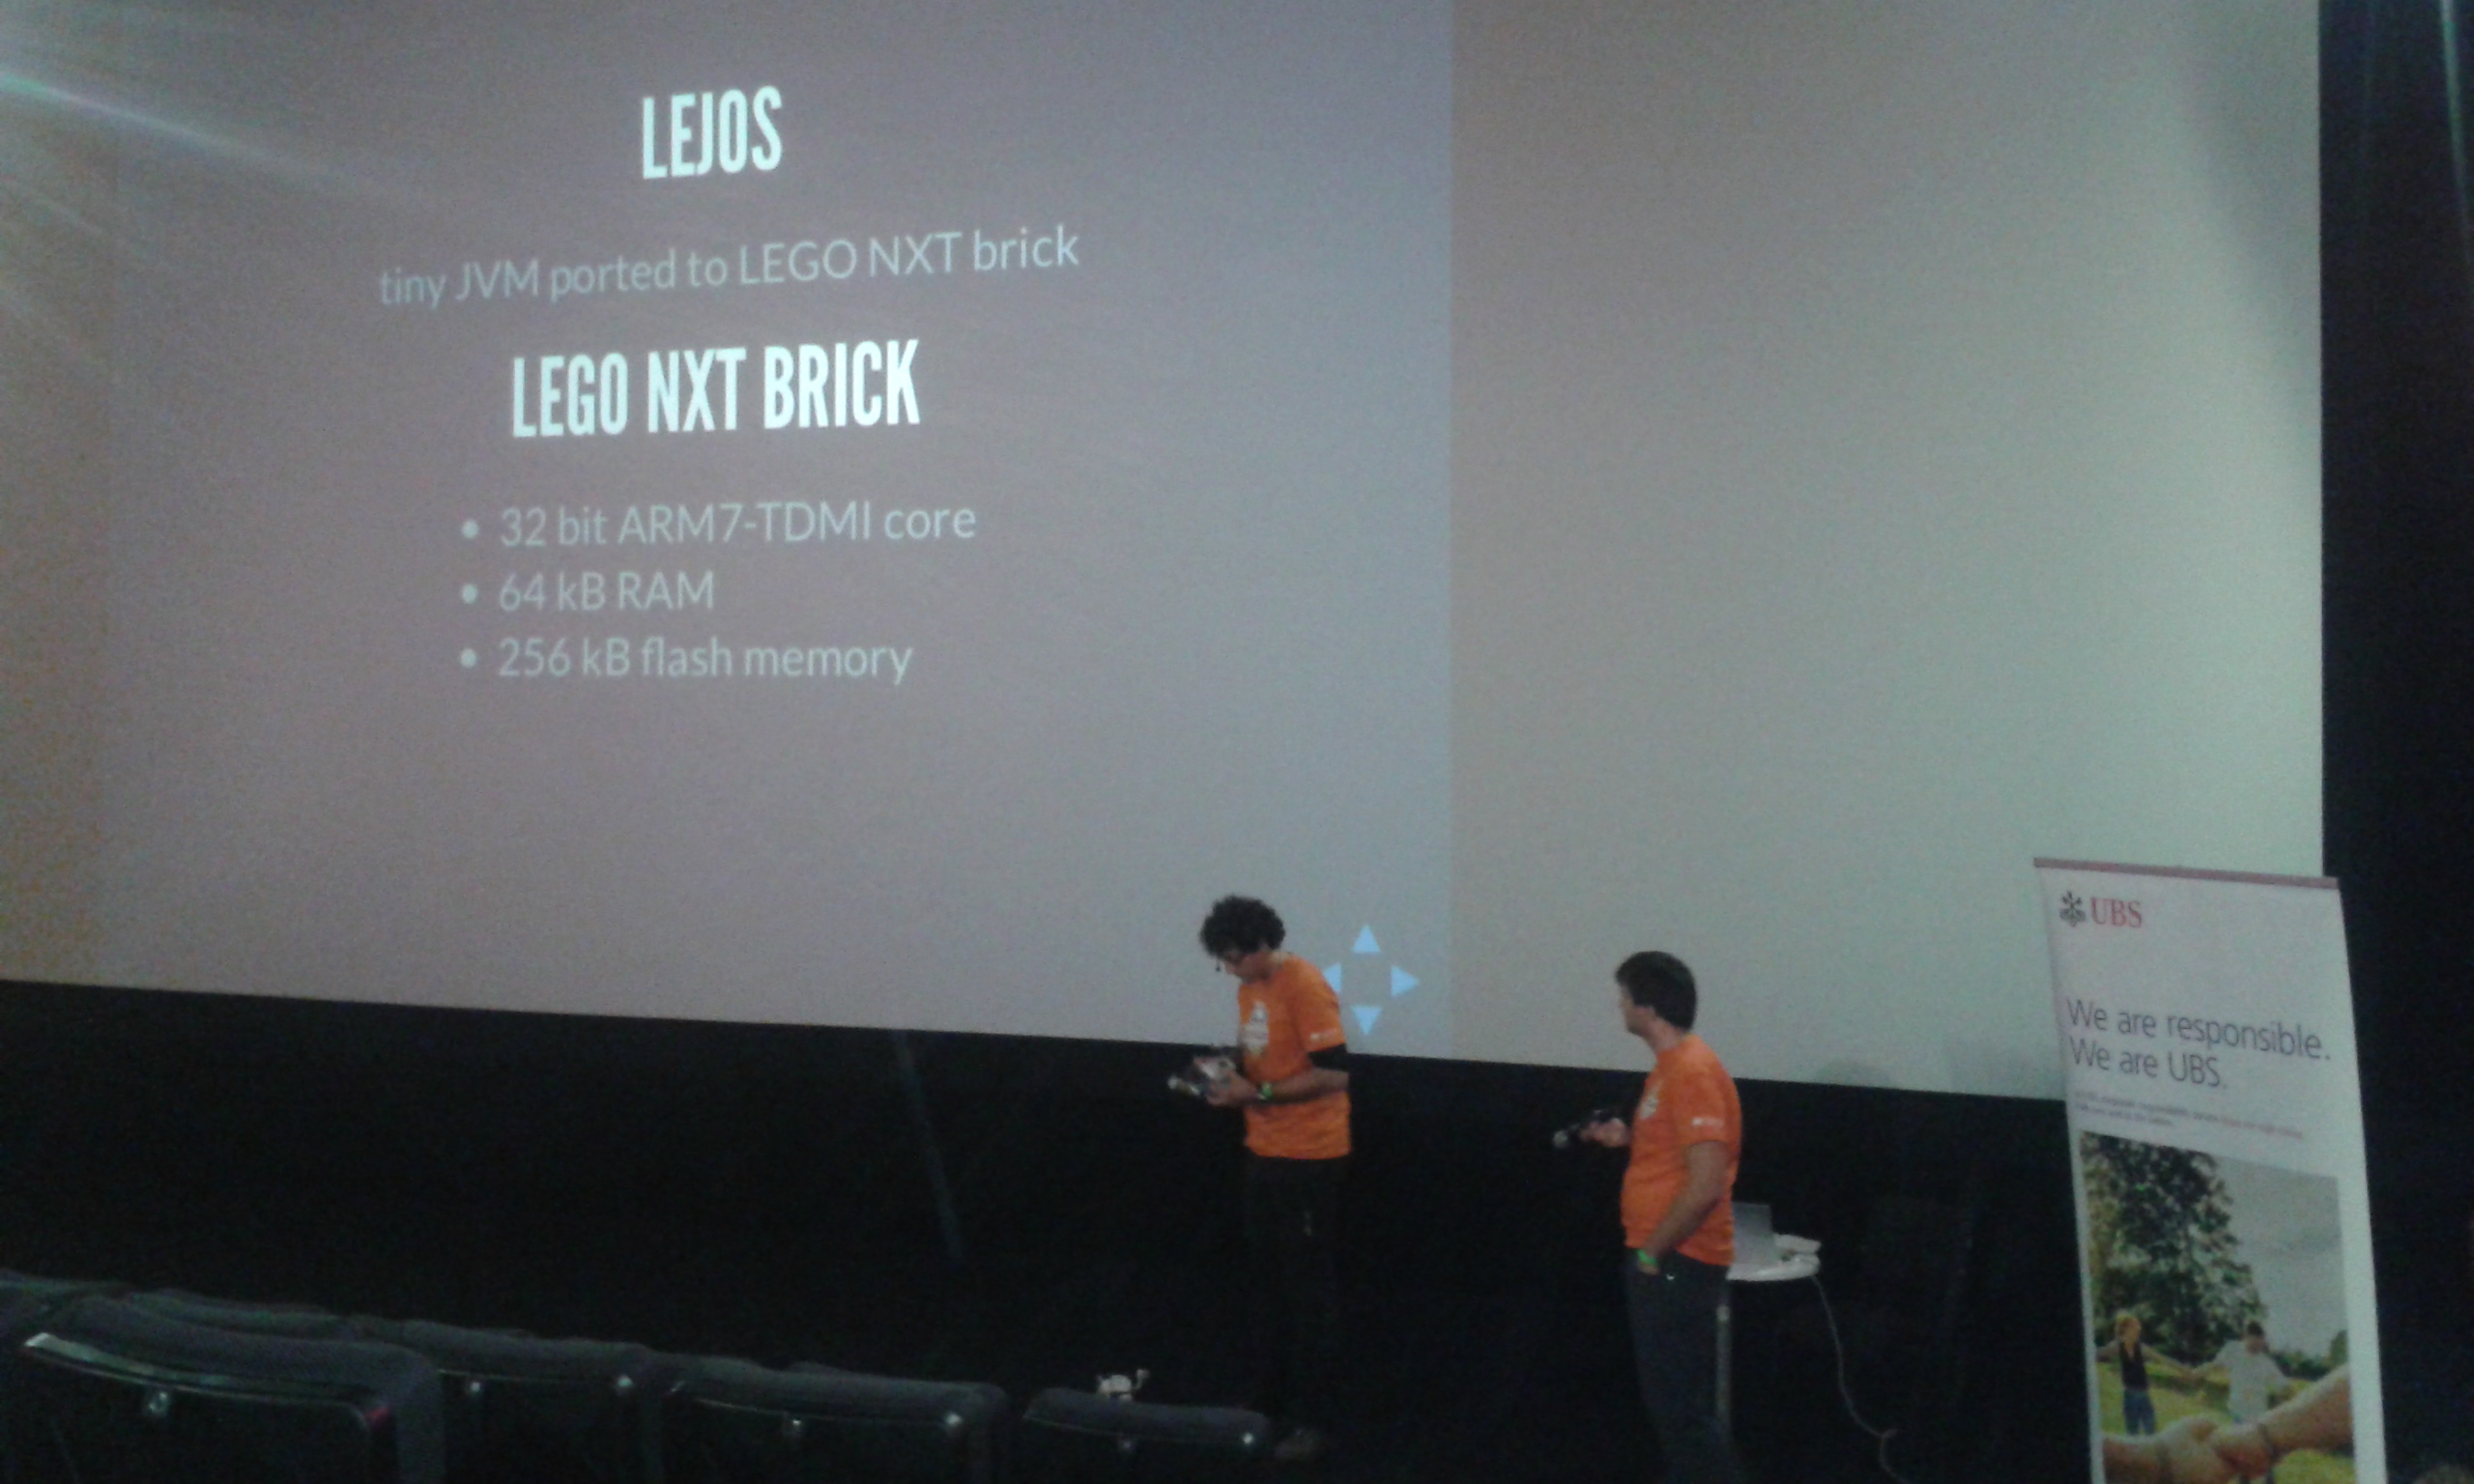 LEJOS
tiny JVM ported to LEGO NXT brick
LEGO NXT BRICK
• 32 bit ARM7-TDMI core
• 64 kB RAM
• 256 kB flash memory
UBS
We are responsible.
We are UBS.